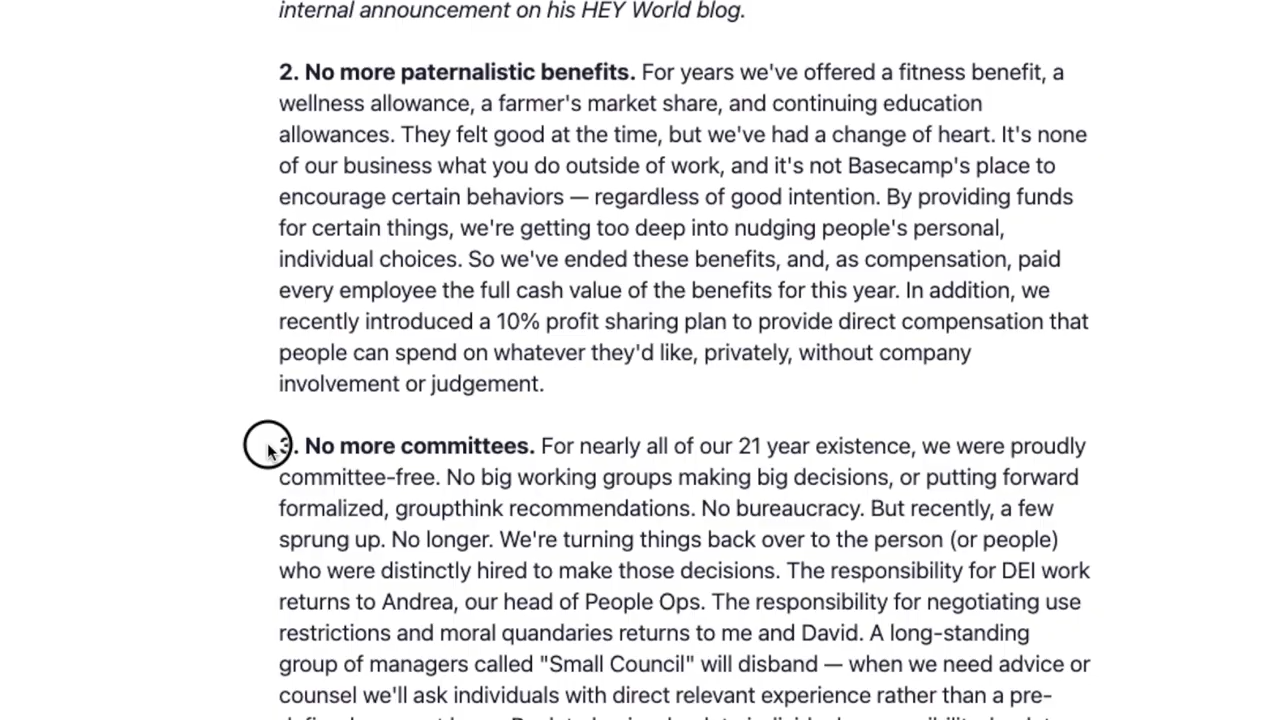 internal announcement on his HEY World blog.
2. No more paternalistic benefits. For years we've offered a fitness benefit, a
wellness allowance, a farmer's market share, and continuing education
allowances. They felt good at the time, but we've had a change of heart. It's none
of our business what you do outside of work, and it's not Basecamp's place to
encourage certain behaviors — regardless of good intention. By providing funds
for certain things, we're getting too deep into nudging people's personal,
individual choices. So we've ended these benefits, and, as compensation, paid
every employee the full cash value of the benefits for this year. In addition, we
recently introduced a 10% profit sharing plan to provide direct compensation that
people can spend on whatever they'd like, privately, without company
involvement or judgement.
3. No more committees. For nearly all of our 21 year existence, we were proudly
committee-free. No big working groups making big decisions, or putting forward
formalized, groupthink recommendations. No bureaucracy. But recently, a few
sprung up. No longer. We're turning things back over to the person (or people)
who were distinctly hired to make those decisions. The responsibility for DEI work
returns to Andrea, our head of People Ops. The responsibility for negotiating use
restrictions and moral quandaries returns to me and David. A long-standing
group of managers called "Small Council" will disband — when we need advice or
counsel we'll ask individuals with direct relevant experience rather than a pre-